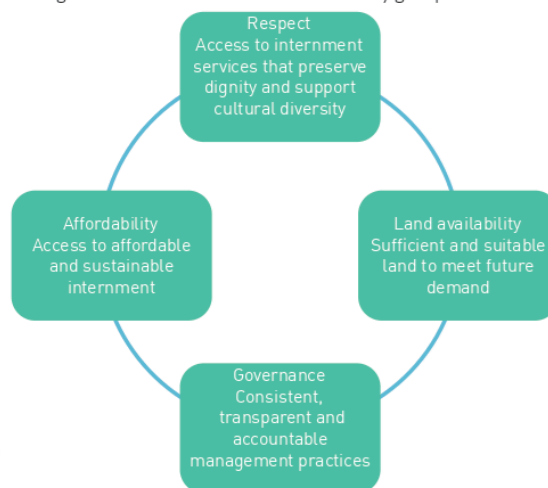 Respect
Access to internment
services that preserve
dignity and support
cultural diversity
Affordability
Access to affordable
and sustainable
internment
Land availability
Sufficient and suitable
land to meet future
demand
Governance
Consistent,
transparent and
accountable
management practices